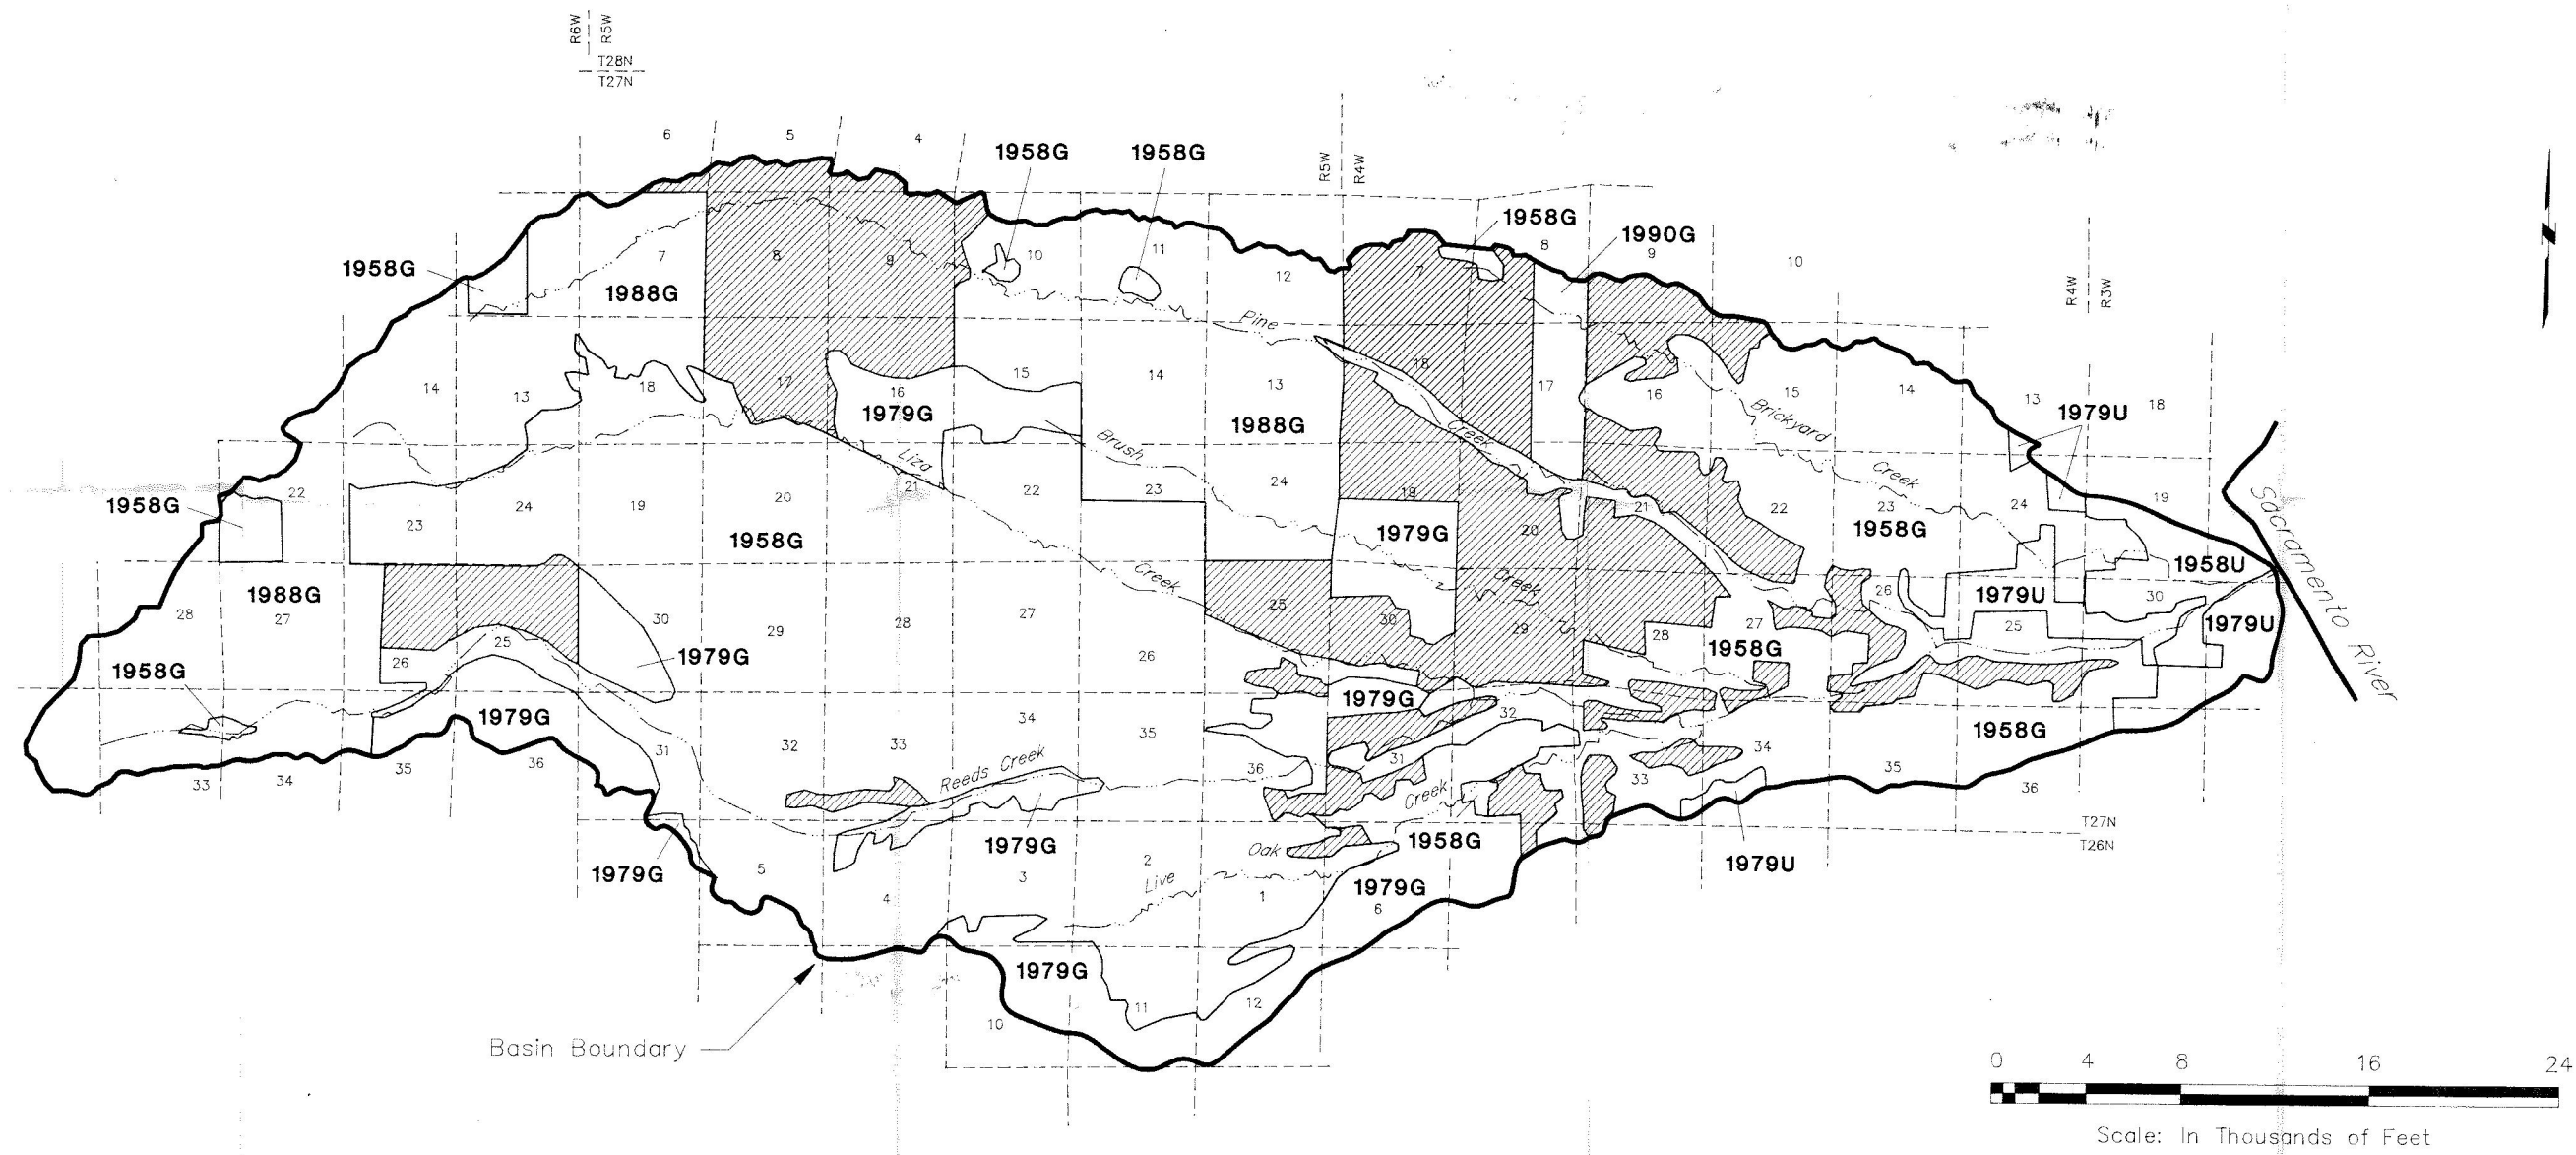 R6W
R5W
T28N
T27N
6
5
4
1958G
1958G
R5W
R4W
1958G
8
1990G
9
10
R4W
R3W
1958G
7
1988G
8
9
10
11
12
7
Pine
14
13
18
17
16
1979G
15
14
13
1988G
18
17
16
15
14
13
1979U
18
Brickyard
Creek
Creek
Brush
Liza
22
1958G
23
24
19
20
21
22
23
24
19
20
21
22
23
24
19
1958G
1979G
1958G
Sacramento River
1958U
Creek
Creek
28
1988G
27
26
25
30
29
28
27
26
25
30
29
28
27
26
1979U
25
30
1979U
1958G
1979G
1958G
1979G
1979G
1958G
33
34
35
36
31
32
33
34
35
36
31
32
33
34
35
36
Reeds Creek
Creek
1979G
1979G
1958G
1979U
T27N
T26N
5
4
3
2
1
6
Oak
Live
1979G
1979G
10
11
12
Basin Boundary
0 4 8 16 24
Scale: In Thousands of Feet